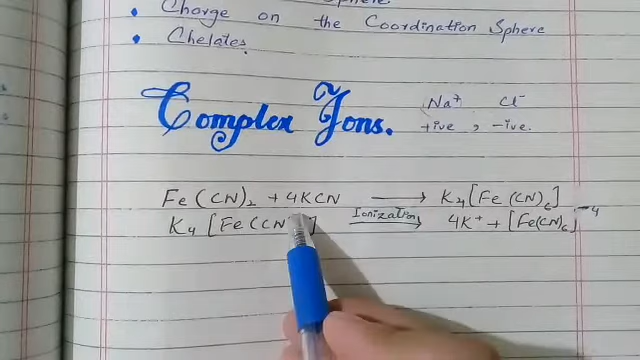 Sphere
• Charge on the Coordination Sphere
• Chelates.
Complex Ions.
Na⁺ Cl⁻
+ive, -ive.
Fe(CN)₂ + 4KCN ⟶ K₄[Fe(CN)₆]
K₄[Fe(CN ] Ionization⟶ 4K⁺ + [Fe(CN)₆]⁻⁴